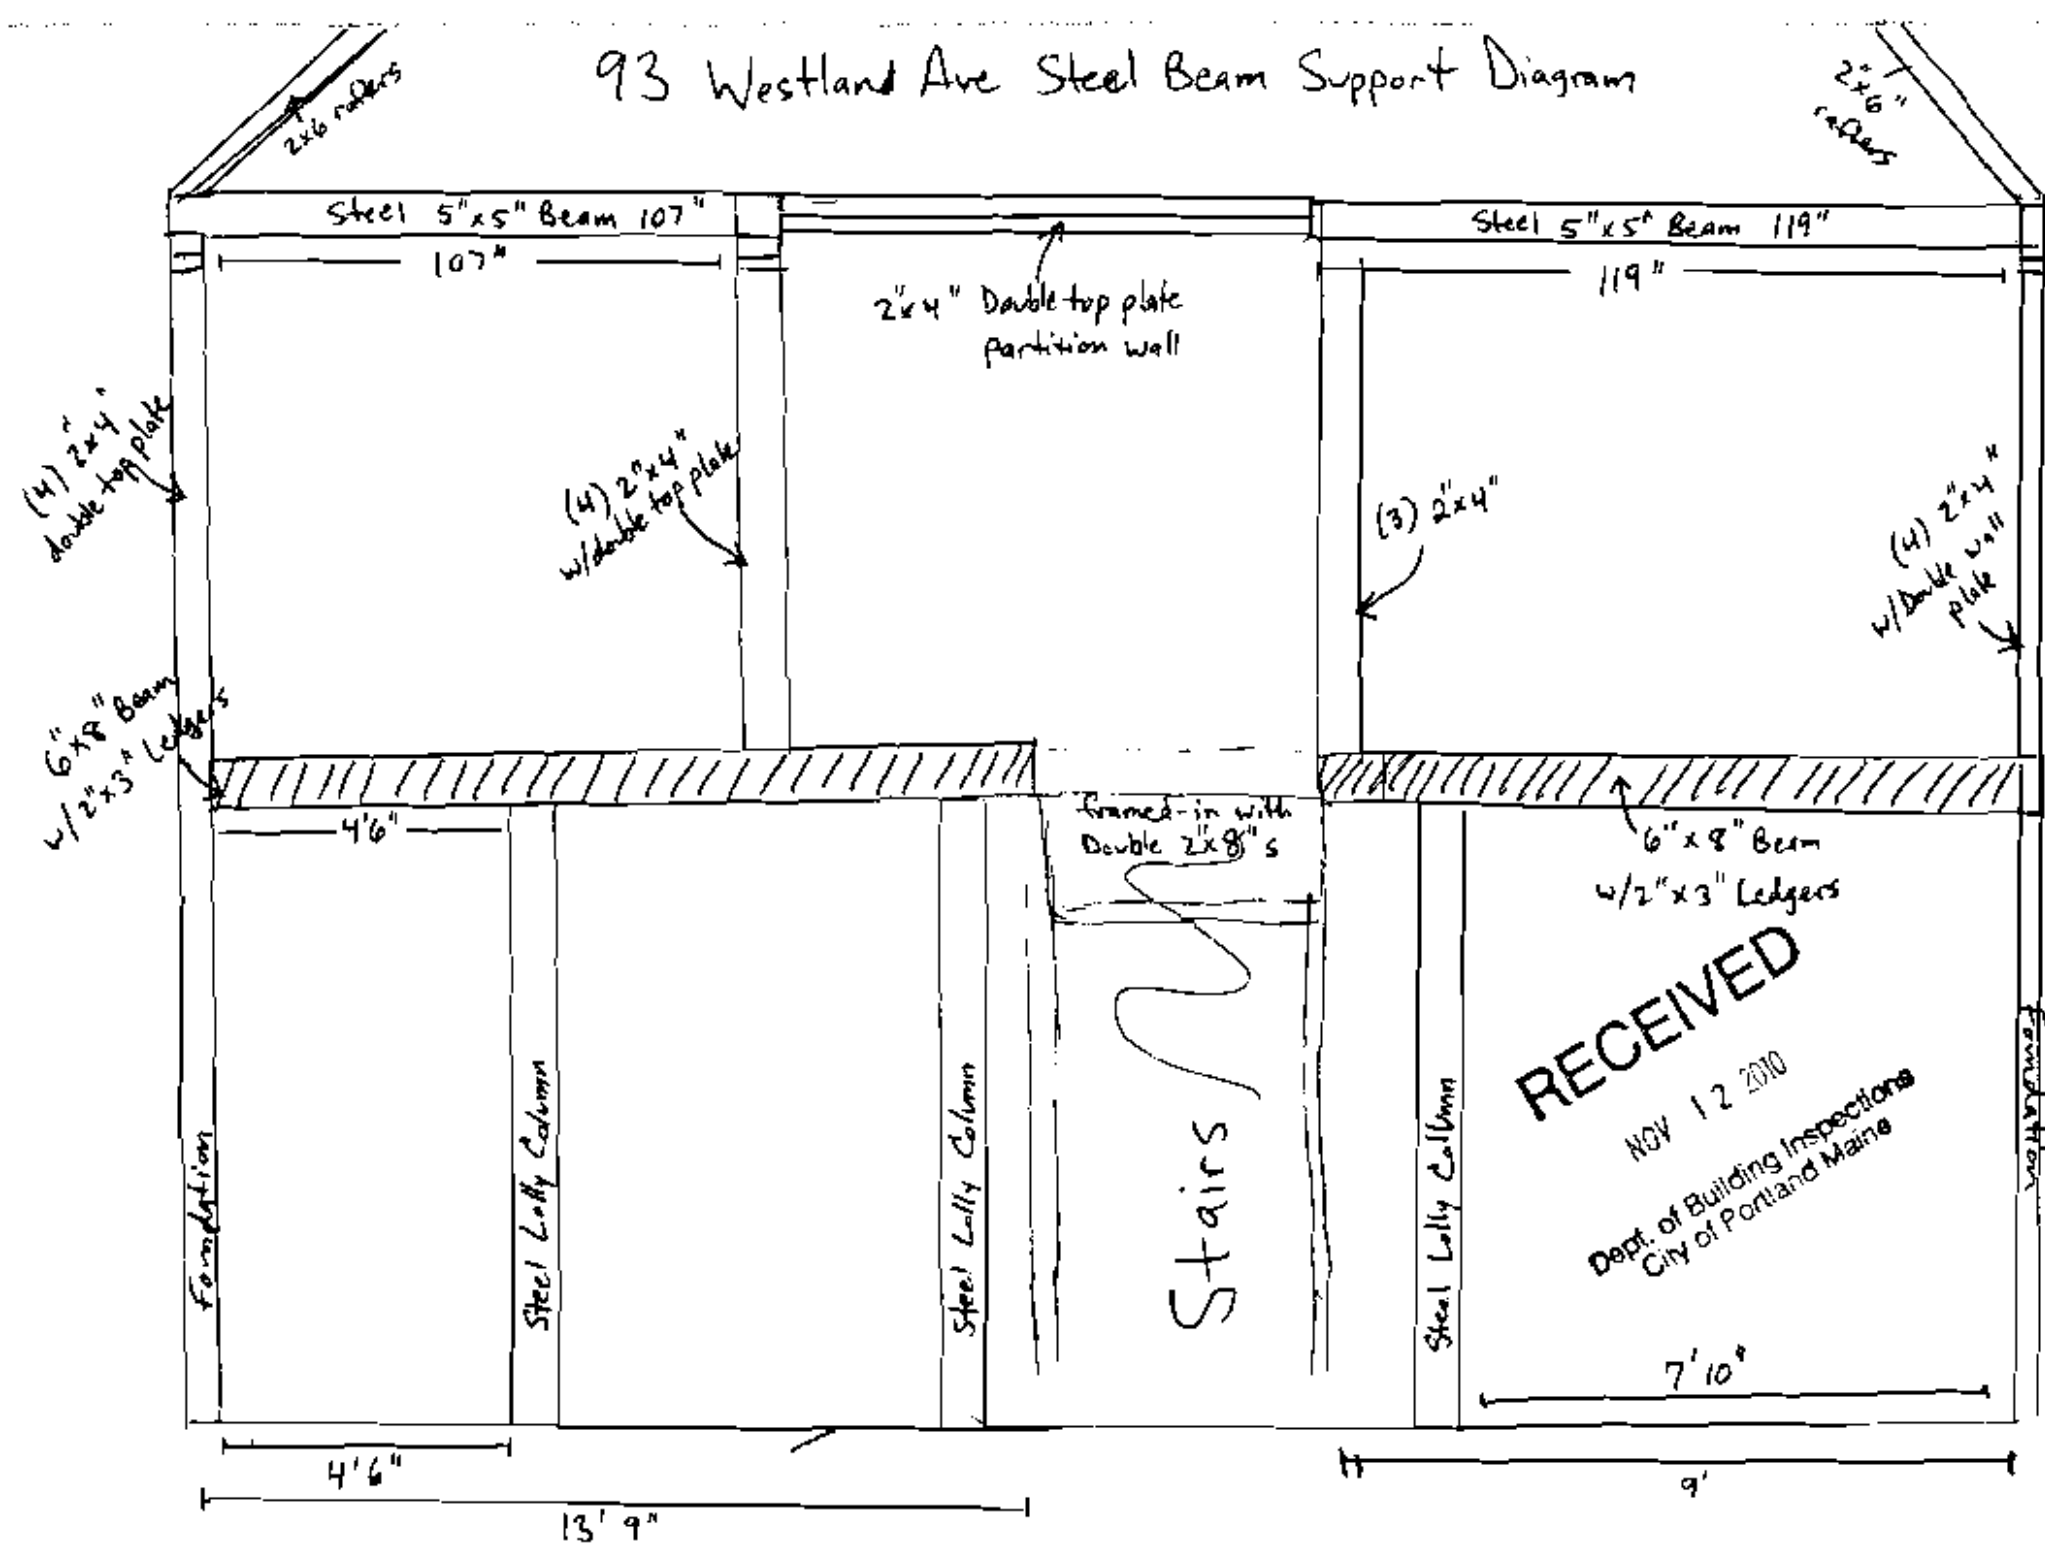 93 Westland Ave Steel Beam Support Diagram
2x6 rafters
2"x6"
rafters
Steel 5"x5" Beam 107"
Steel 5"x5" Beam 119"
107"
119"
2"x4" Double top plate
partition wall
(4) 2"x4"
double top plate
(4) 2"x4"
w/double top plate
(3) 2"x4"
(4) 2"x4"
w/Double wall
plate
6"x8" Beam
w/2"x3" Ledgers
4'6"
framed-in with
Double 2"x8"s
6"x8" Beam
w/2"x3" Ledgers
RECEIVED
NOV 12 2010
Dept. of Building Inspections
City of Portland Maine
Foundation
Steel Lally Column
Steel Lally Column
Stairs
Steel Lally Column
Foundation
7'10"
4'6"
9'
13'9"